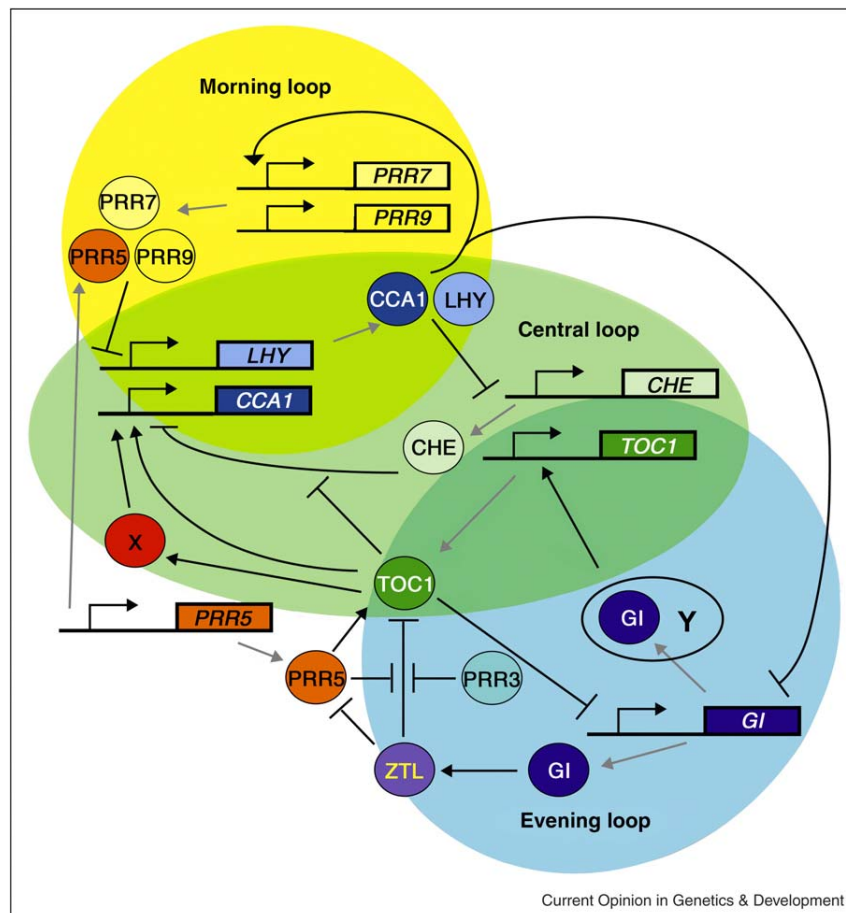 Morning loop
PRR7
PRR9
PRR7
PRR5
PRR9
CCA1
LHY
Central loop
LHY
CHE
CCA1
CHE
TOC1
X
TOC1
GI
Y
PRR5
PRR5
PRR3
GI
ZTL
GI
Evening loop
Current Opinion in Genetics & Development